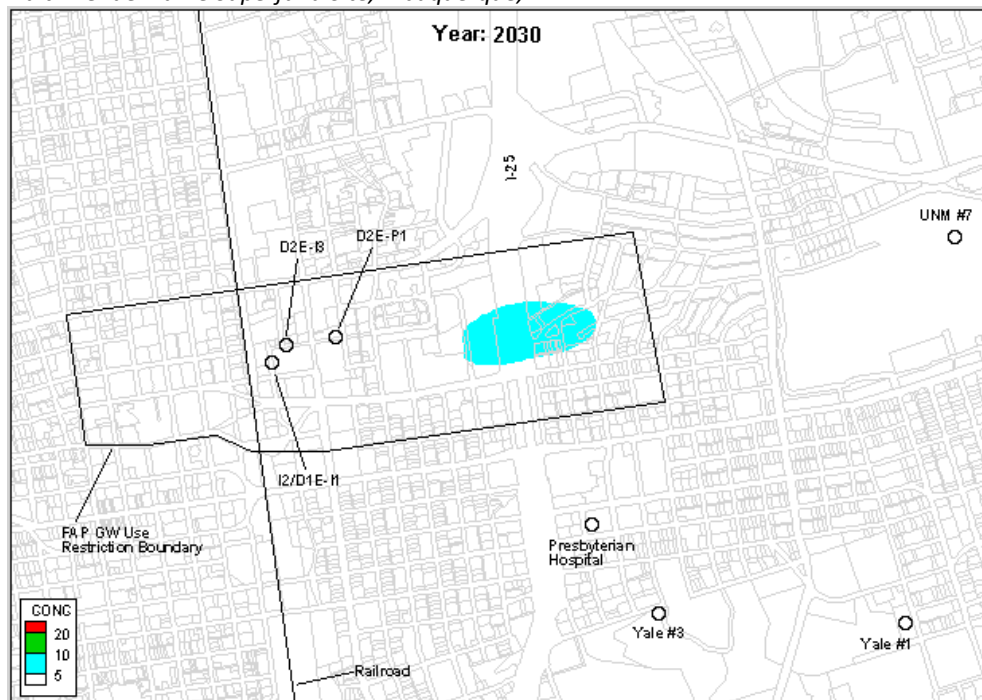 Year: 2030
I-25
UNM #7
D2E-I3
D2E-P1
I2/D1E-I1
FAP GW Use
Restriction Boundary
Presbyterian
Hospital
Yale #3
Yale #1
Railroad
CONC
20
10
5